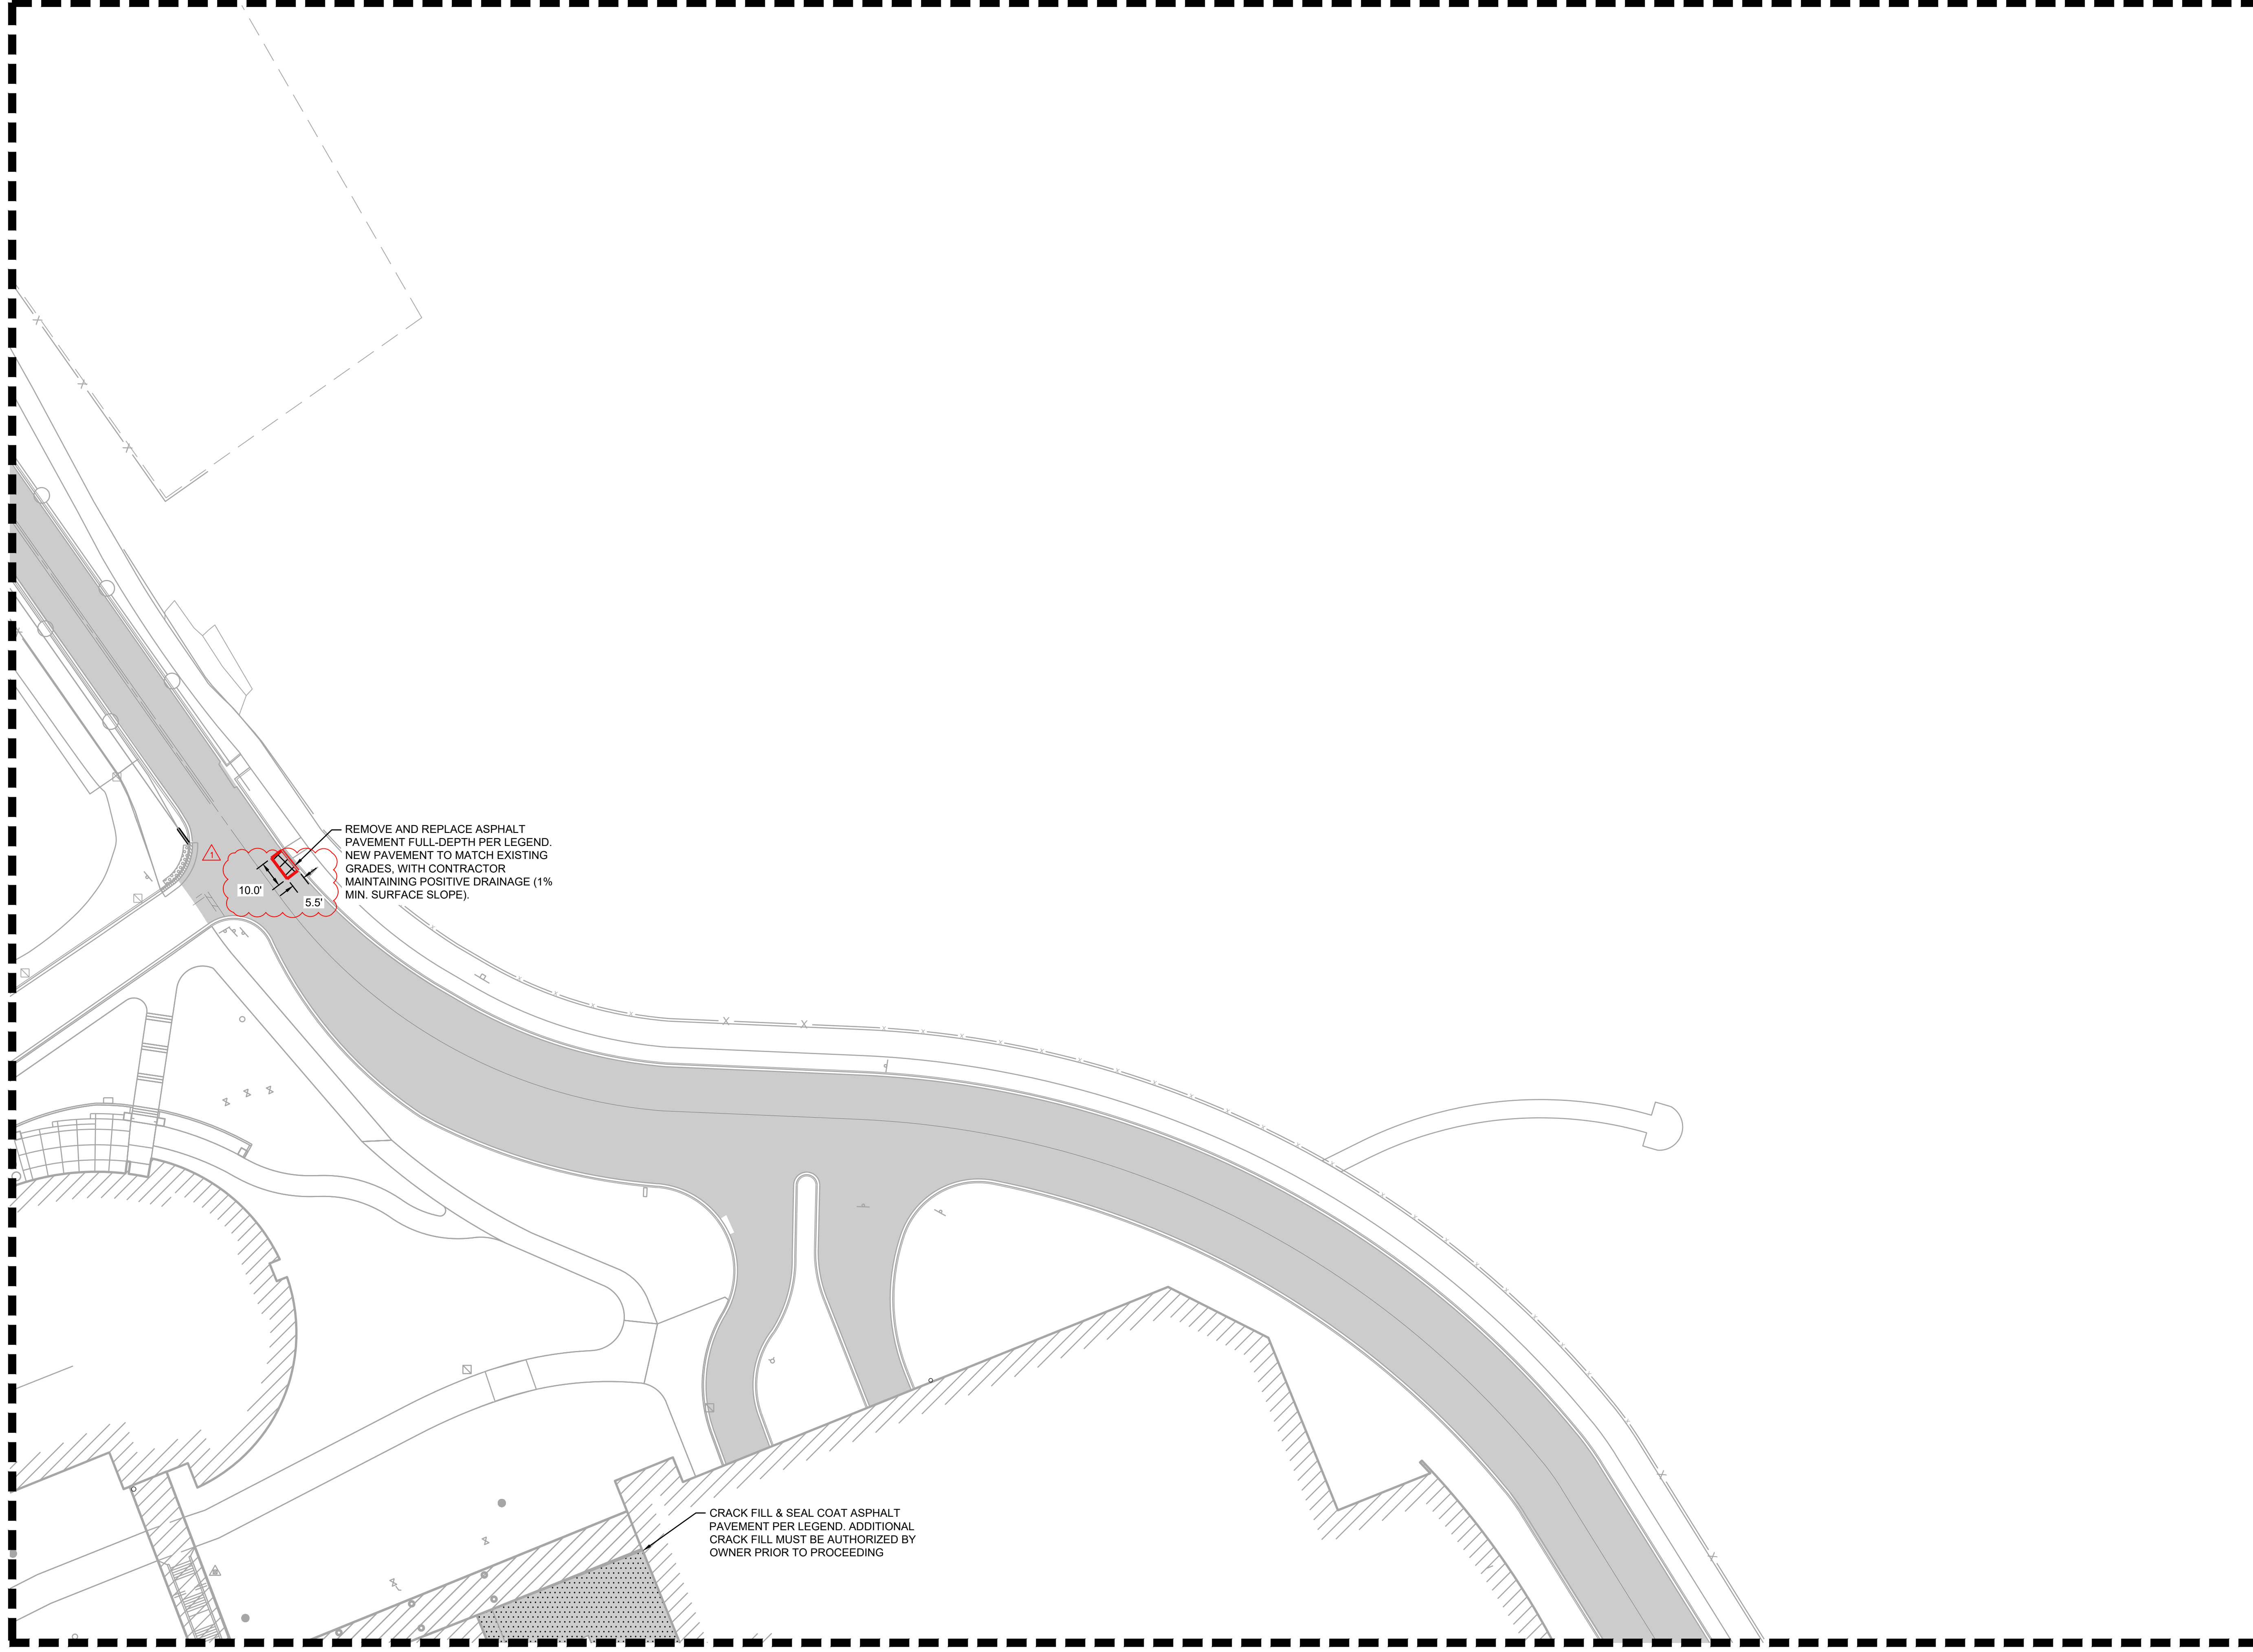 REMOVE AND REPLACE ASPHALT
PAVEMENT FULL-DEPTH PER LEGEND.
NEW PAVEMENT TO MATCH EXISTING
GRADES, WITH CONTRACTOR
MAINTAINING POSITIVE DRAINAGE (1%
MIN. SURFACE SLOPE).
1
10.0'
5.5'
CRACK FILL & SEAL COAT ASPHALT
PAVEMENT PER LEGEND. ADDITIONAL
CRACK FILL MUST BE AUTHORIZED BY
OWNER PRIOR TO PROCEEDING